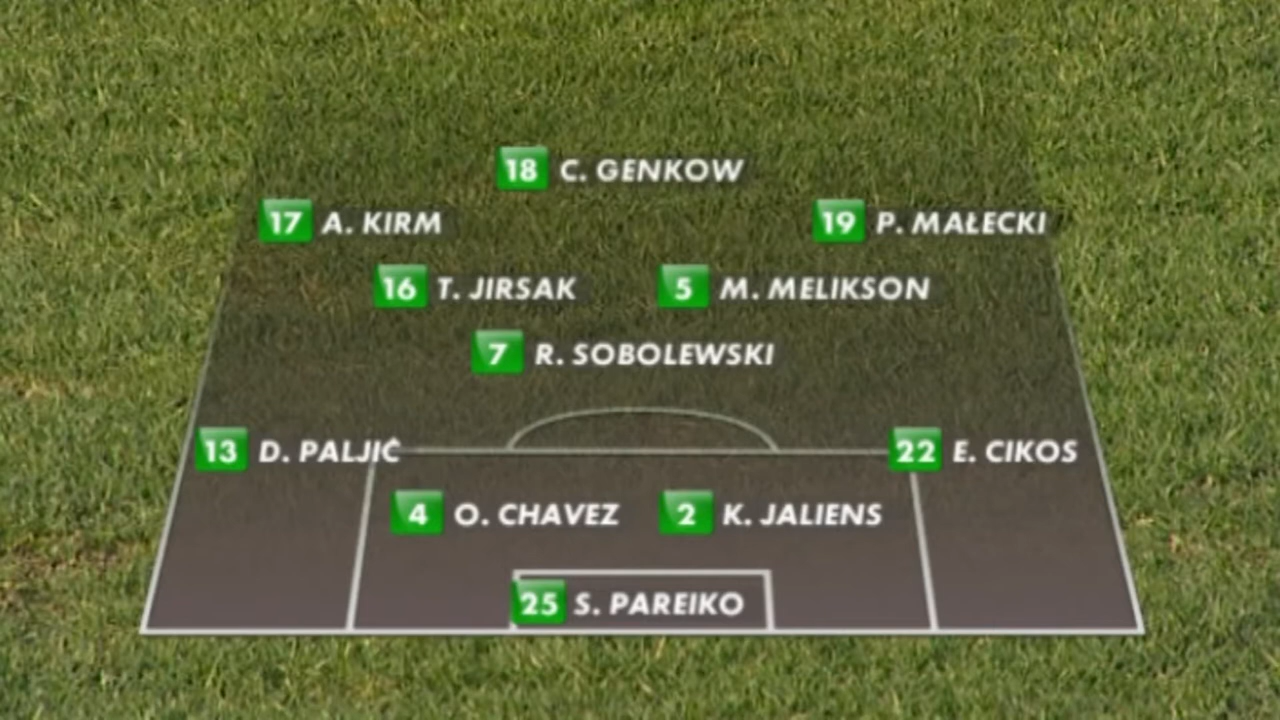 18 C. GENKOW
17 A. KIRM
19 P. MAŁECKI
16 T. JIRSAK
5 M. MELIKSON
7 R. SOBOLEWSKI
13 D. PALJIĆ
22 E. CIKOS
4 O. CHAVEZ
2 K. JALIENS
25 S. PAREIKO